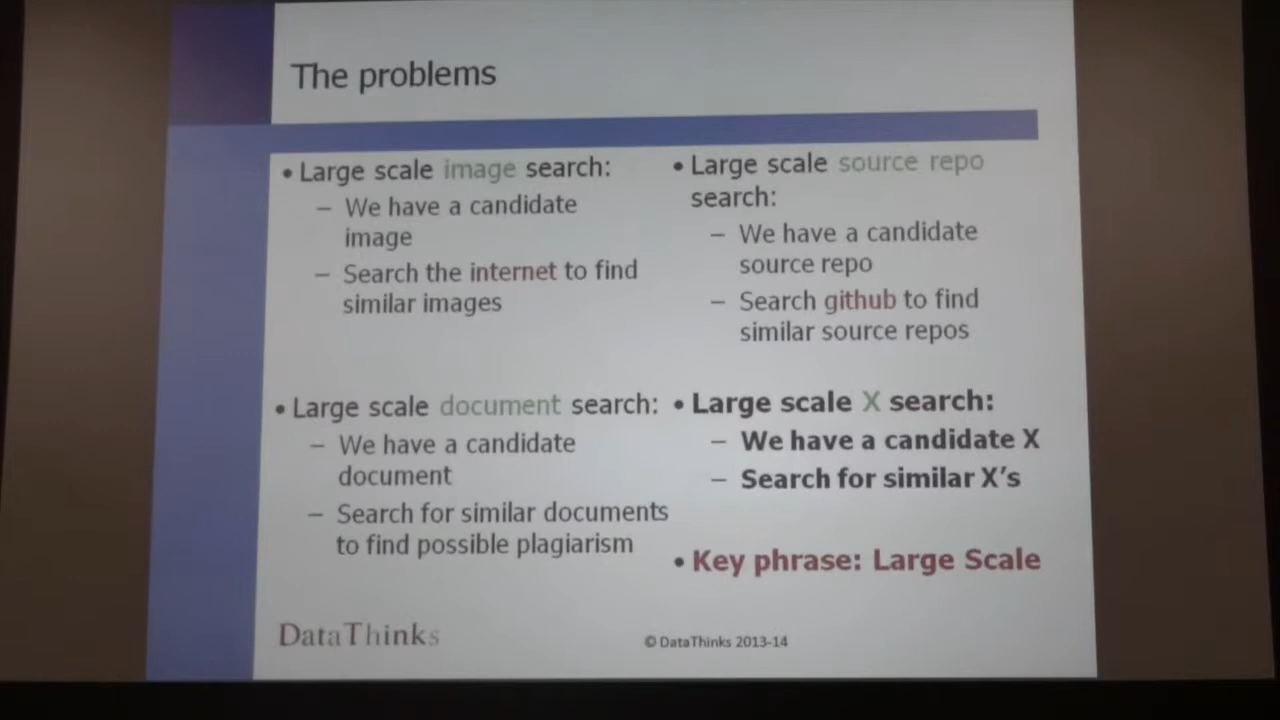 The problems
• Large scale image search:
– We have a candidate
image
– Search the internet to find
similar images
• Large scale document search:
– We have a candidate
document
– Search for similar documents
to find possible plagiarism
• Large scale source repo
search:
– We have a candidate
source repo
– Search github to find
similar source repos
• Large scale X search:
– We have a candidate X
– Search for similar X's
• Key phrase: Large Scale
DataThinks
© DataThinks 2013-14